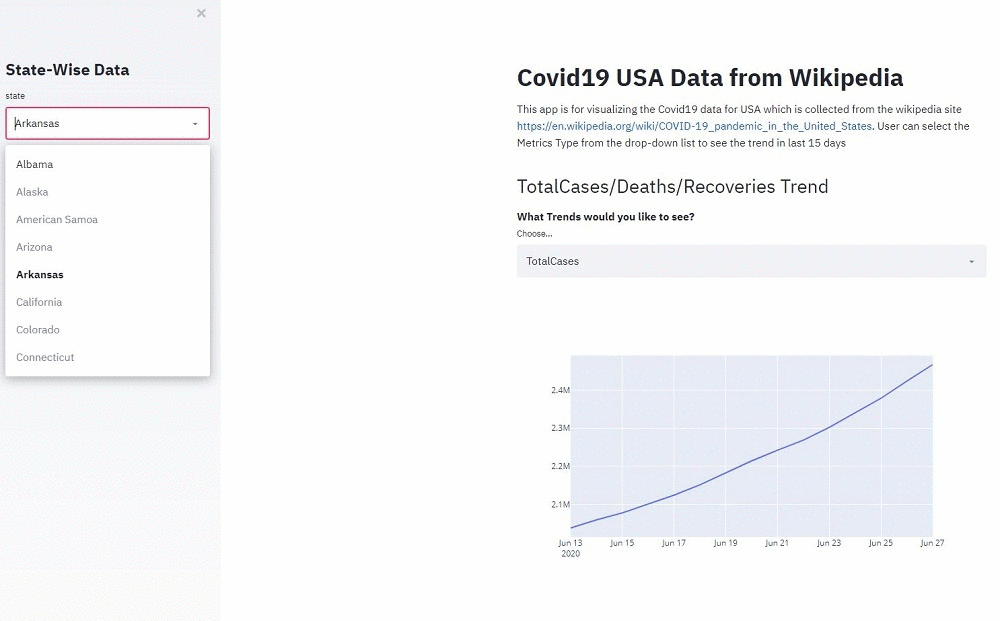 ×
State-Wise Data
state
Arkansas
Albama
Alaska
American Samoa
Arizona
Arkansas
California
Colorado
Connecticut
Covid19 USA Data from Wikipedia
This app is for visualizing the Covid19 data for USA which is collected from the wikipedia site
https://en.wikipedia.org/wiki/COVID-19_pandemic_in_the_United_States. User can select the
Metrics Type from the drop-down list to see the trend in last 15 days
TotalCases/Deaths/Recoveries Trend
What Trends would you like to see?
Choose...
TotalCases
2.4M
2.3M
2.2M
2.1M
Jun 13 Jun 15 Jun 17 Jun 19 Jun 21 Jun 23 Jun 25 Jun 27
2020